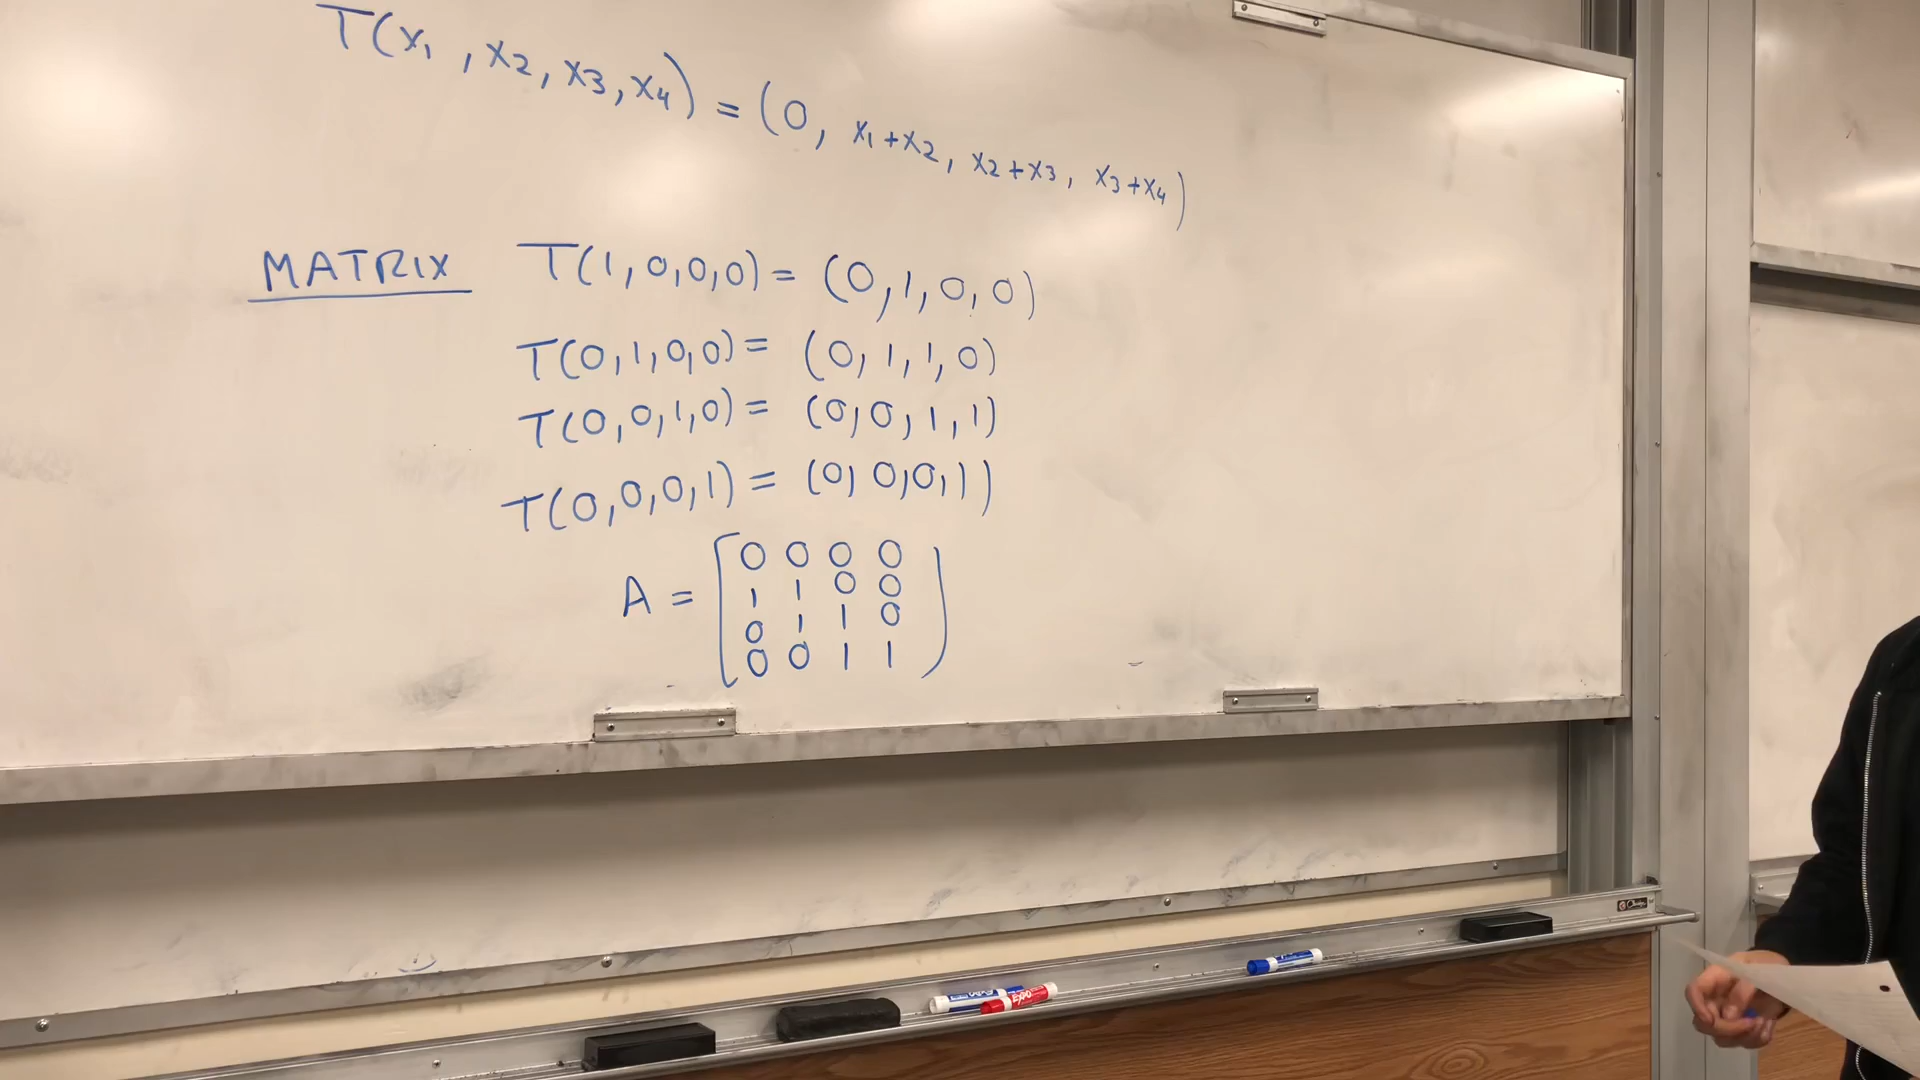 T(x₁, x₂, x₃, x₄) = (0, x₁+x₂, x₂+x₃, x₃+x₄)
MATRIX T(1,0,0,0) = (0,1,0,0)
T(0,1,0,0) = (0,1,1,0)
T(0,0,1,0) = (0,0,1,1)
T(0,0,0,1) = (0,0,0,1)
A = [0 0 0 0
1 1 0 0
0 1 1 0
0 0 1 1)
EXPO